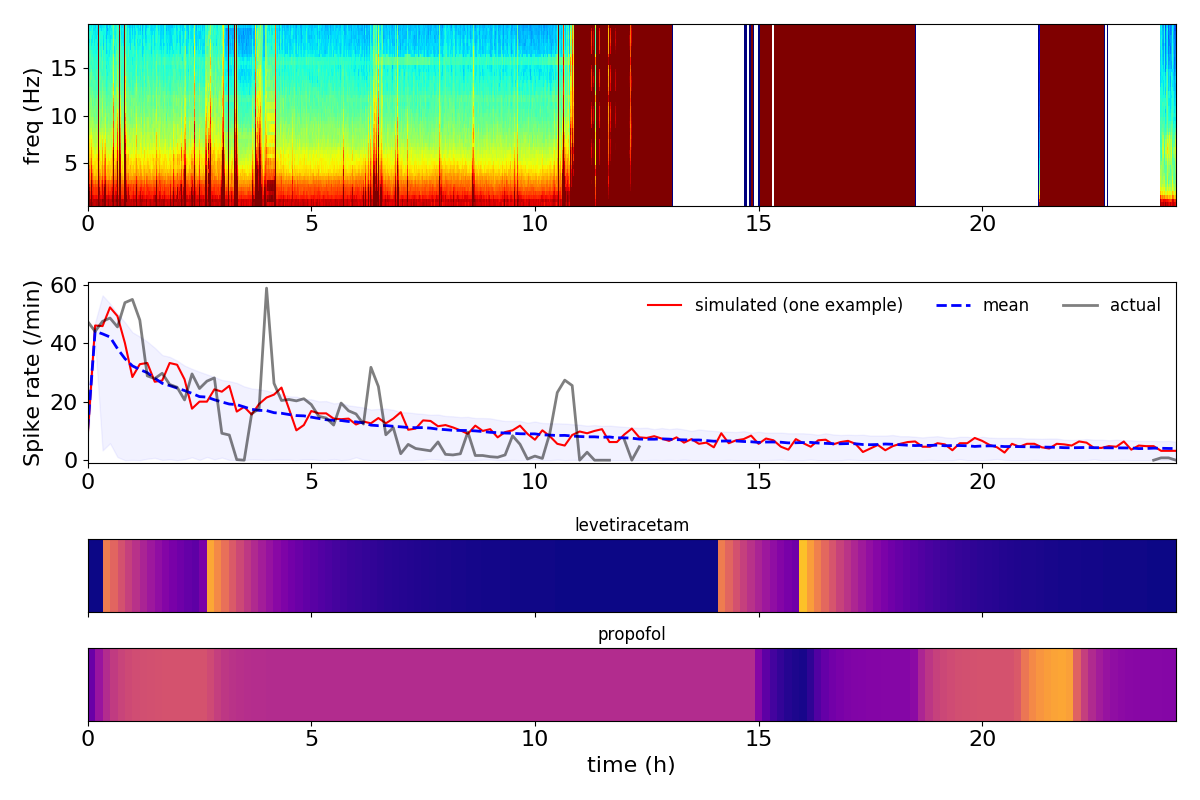 freq (Hz)
15
10
5
0 5 10 15 20
Spike rate (/min)
60
40
20
0
simulated (one example) mean actual
0 5 10 15 20
levetiracetam
propofol
0 5 10 15 20
time (h)